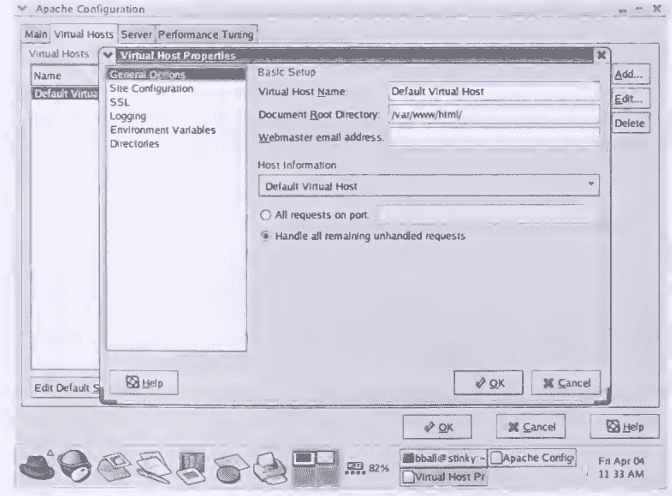 Apache Configuration
Main Virtual Hosts Server Performance Tuning
Virtual Hosts
Virtual Host Properties
Name
Default Virtua
General Options
Site Configuration
SSL
Logging
Environment Variables
Directories
Basic Setup
Virtual Host Name: Default Virtual Host
Document Root Directory: /var/www/html/
Webmaster email address:
Host Information
Default Virtual Host
All requests on port:
Handle all remaining unhandled requests
Add...
Edit...
Delete
Edit Default S
Help
OK
Cancel
OK
Cancel
Help
82%
bball@stinky:~
Apache Config
Virtual Host Pr
Fri Apr 04
11:33 AM